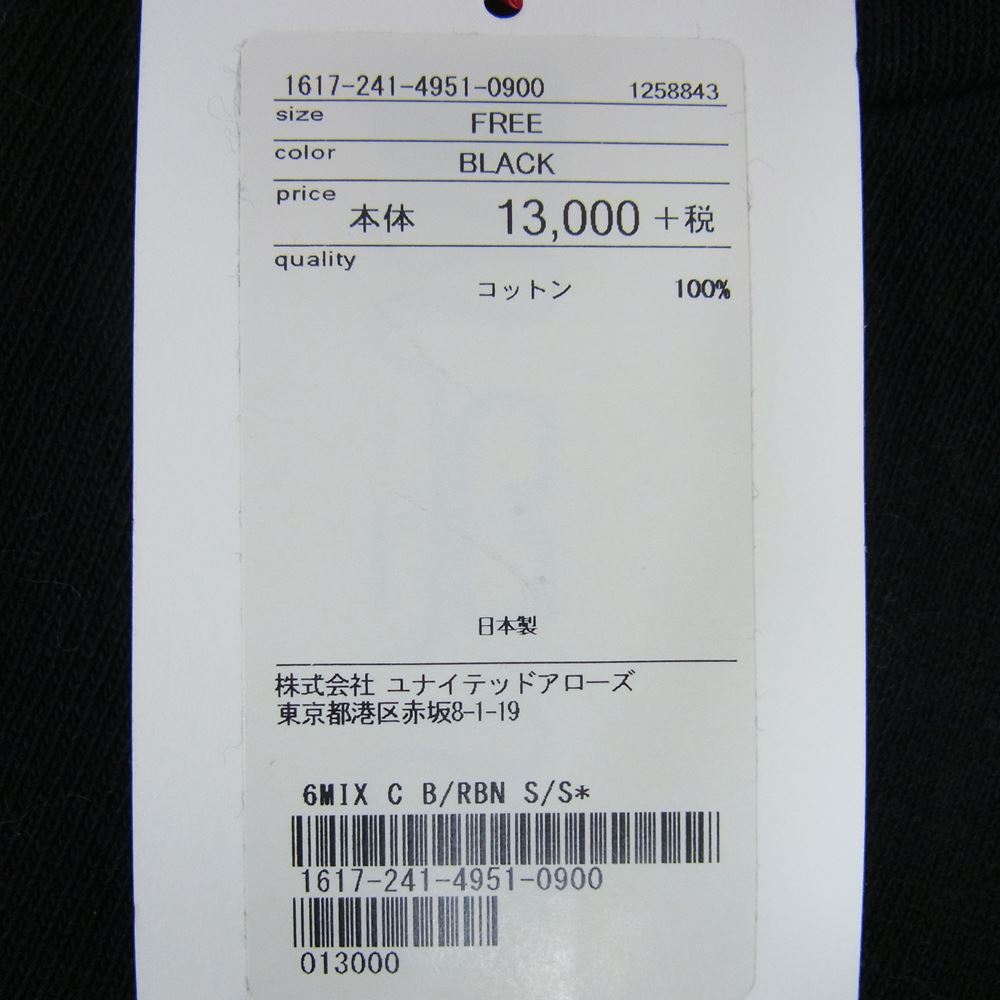 1617-241-4951-0900 1258843
size FREE
color BLACK
price 本体 13,000 +税
quality
コットン 100%
日本製
株式会社 ユナイテッドアローズ
東京都港区赤坂8-1-19
6MIX C B/RBN S/S*
1617-241-4951-0900
013000